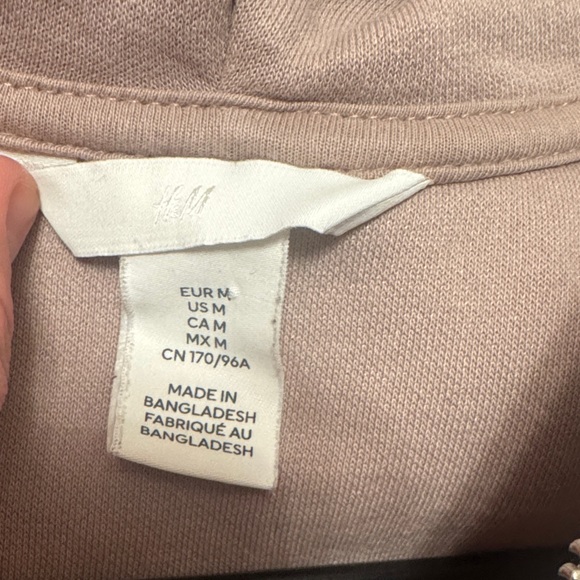 H&M
EUR M
US M
CA M
MX M
CN 170/96A
MADE IN
BANGLADESH
FABRIQUÉ AU
BANGLADESH